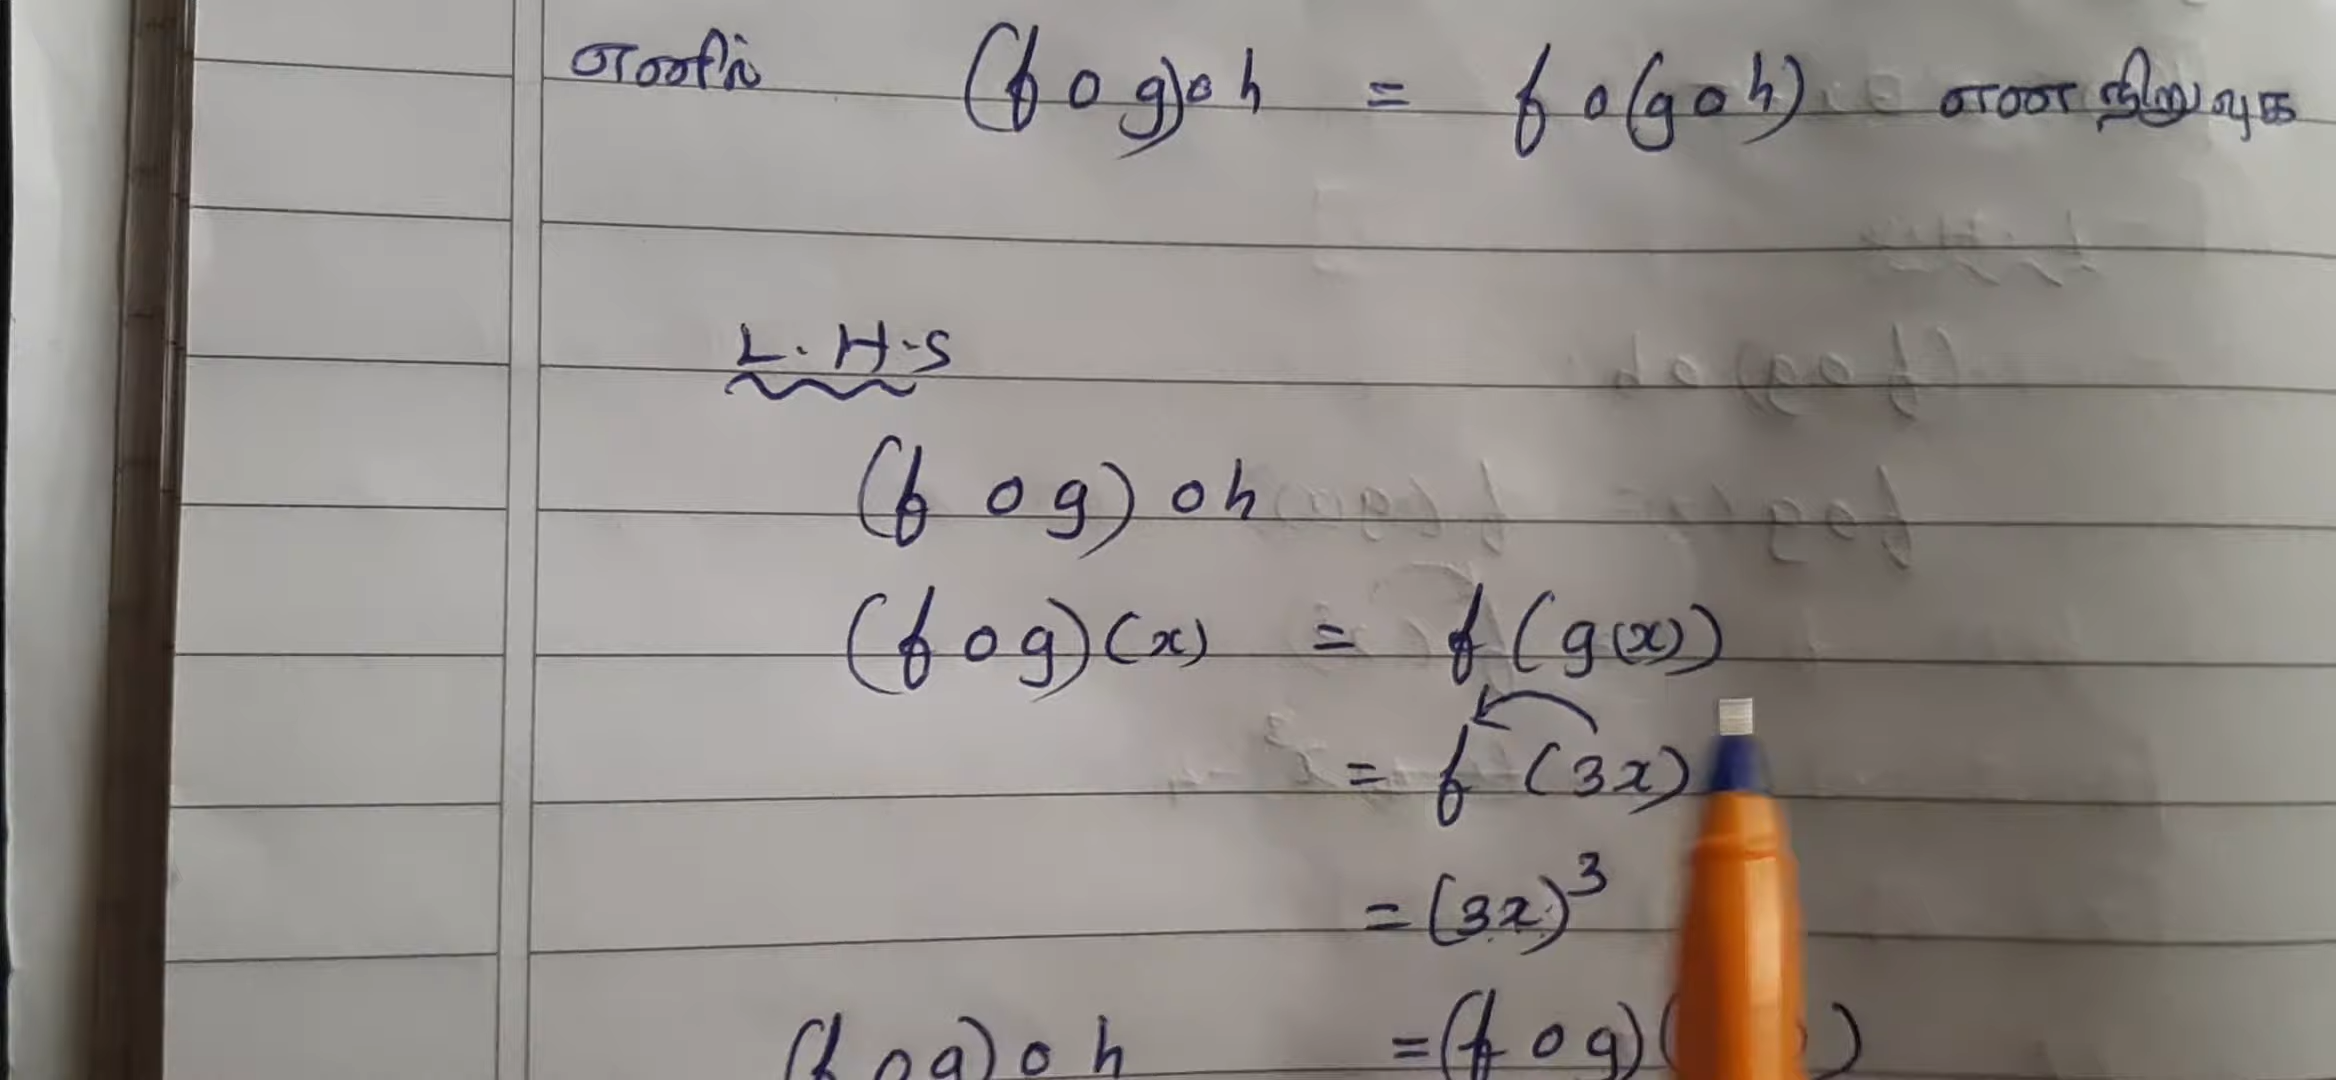 எனில் (f o g) o h = f o (g o h) என நிறுவுக
L.H.S
(f o g) o h
(f o g)(x) = f(g(x))
= f (3x)
= (3x)³
(f o g) o h = (f o g)( )